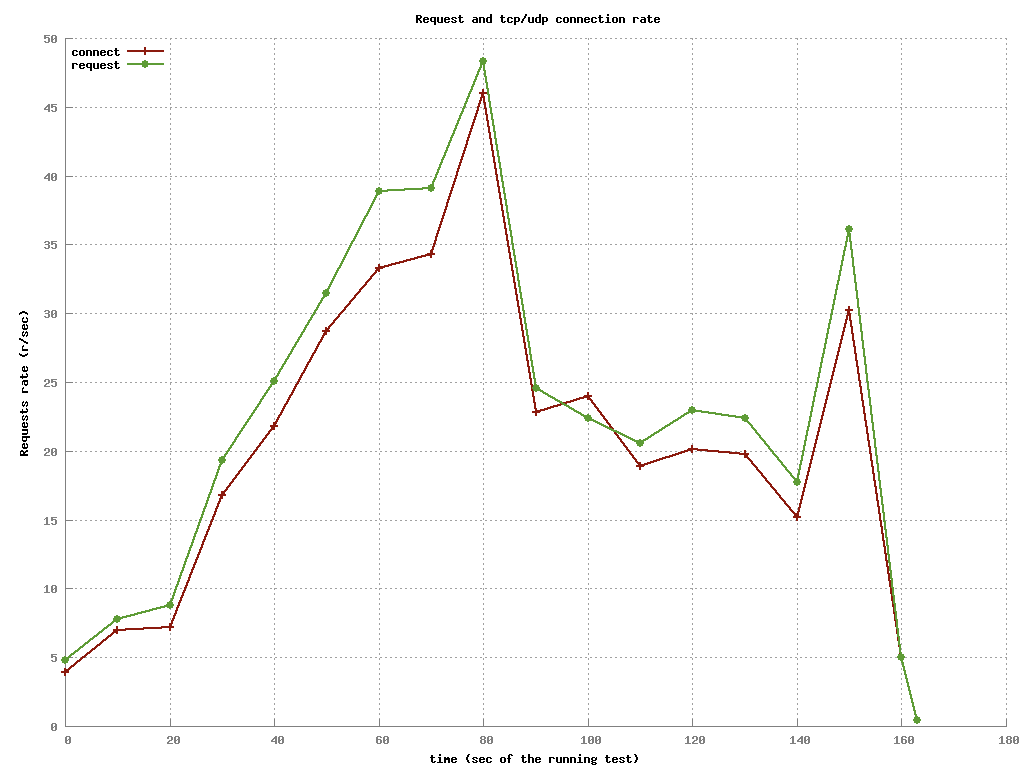 Request and tcp/udp connection rate
connect
request
50
45
40
35
30
25
20
15
10
5
0
Requests rate (r/sec)
0 20 40 60 80 100 120 140 160 180
time (sec of the running test)